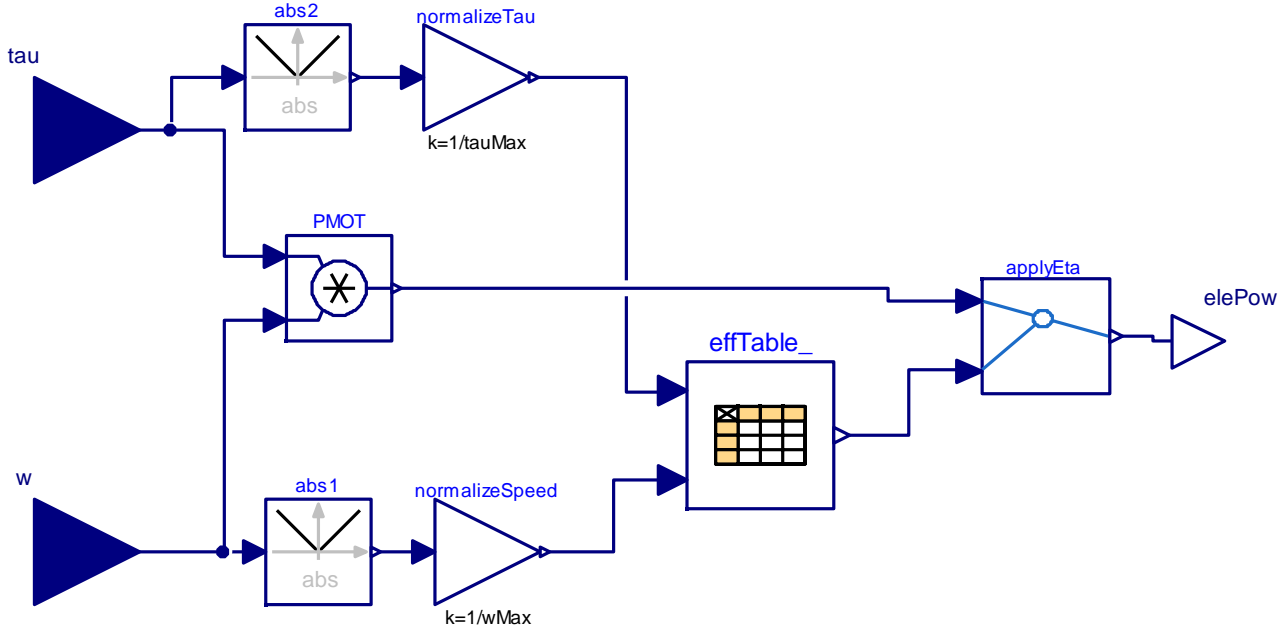 abs2
normalizeTau
tau
abs
k=1/tauMax
PMOT
applyEta
elePow
effTable_
w
abs1
normalizeSpeed
abs
k=1/wMax